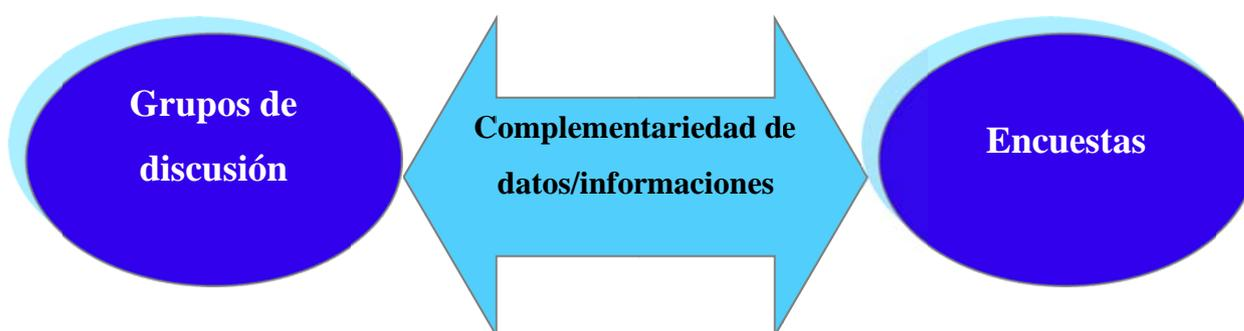 Grupos de
discusión
Complementariedad de
datos/informaciones
Encuestas